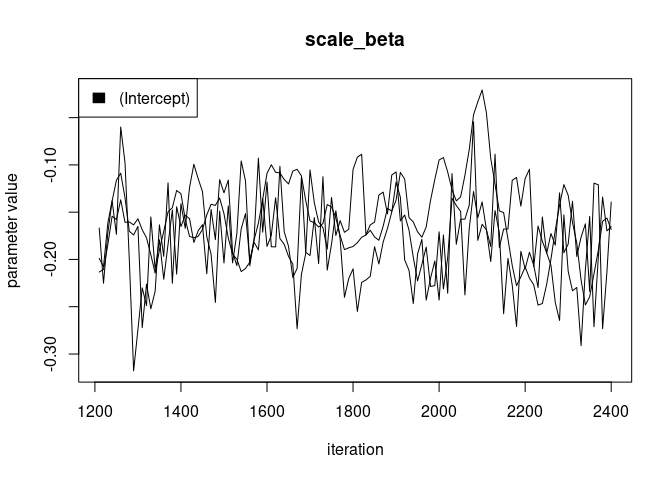 scale_beta
(Intercept)
parameter value
-0.10
-0.20
-0.30
1200 1400 1600 1800 2000 2200 2400
iteration